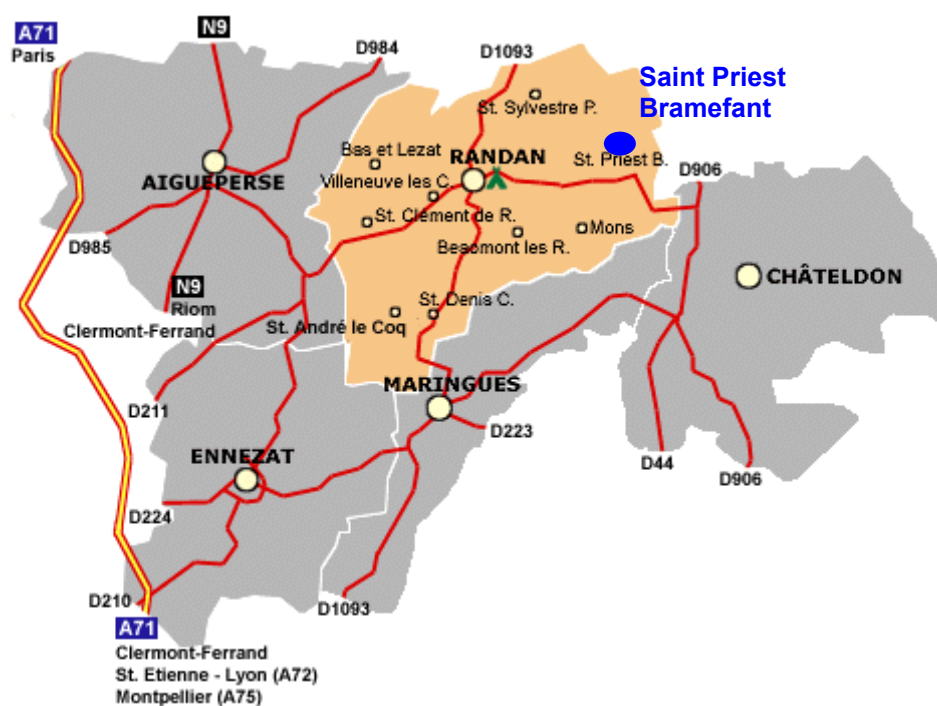 A71
Paris
N9
D984
D1093
Saint Priest
Bramefant
St. Sylvestre P.
Bas et Lezat
RANDAN
St. Priest B.
D906
AIGUEPERSE
Villeneuve les C.
St. Clément de R.
Mons
D985
Beaomont les R.
CHÂTELDON
N9
Riom
Clermont-Ferrand
St. Denis C.
St. André le Coq
MARINGUES
D211
D223
ENNEZAT
D44
D906
D224
D210
D1093
A71
Clermont-Ferrand
St. Etienne - Lyon (A72)
Montpellier (A75)